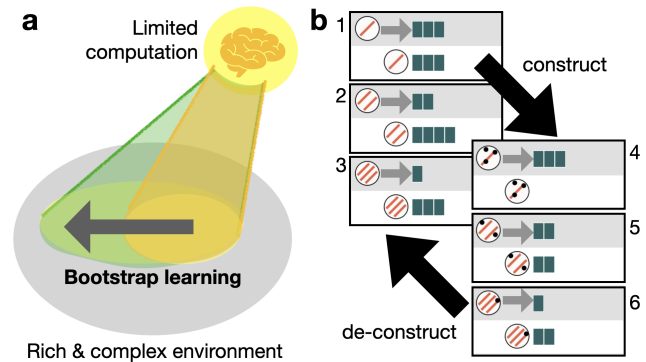 a
Limited
computation
Bootstrap learning
Rich & complex environment
b
1
2
3
construct
4
5
6
de-construct